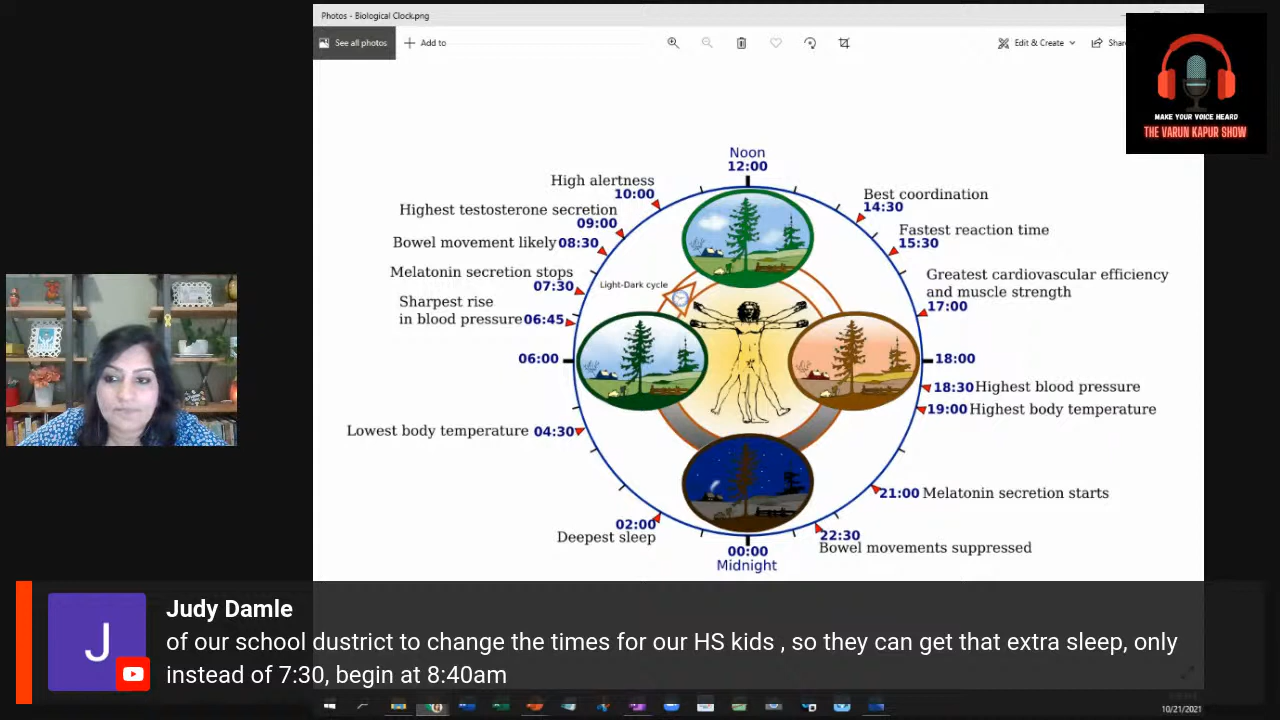 Photos - Biological Clock.png
See all photos
Add to
Edit & Create
Shar
MAKE YOUR VOICE HEARD
THE VARUN KAPUR SHOW
Noon
12:00
High alertness
10:00
Highest testosterone secretion
09:00
Bowel movement likely 08:30
Melatonin secretion stops
07:30
Sharpest rise
in blood pressure 06:45
06:00
Lowest body temperature 04:30
02:00
Deepest sleep
00:00
Midnight
Light-Dark cycle
Best coordination
14:30
Fastest reaction time
15:30
Greatest cardiovascular efficiency
and muscle strength
17:00
18:00
18:30 Highest blood pressure
19:00 Highest body temperature
21:00 Melatonin secretion starts
22:30
Bowel movements suppressed
J
Judy Damle
of our school dustrict to change the times for our HS kids , so they can get that extra sleep, only
instead of 7:30, begin at 8:40am
10/21/2021